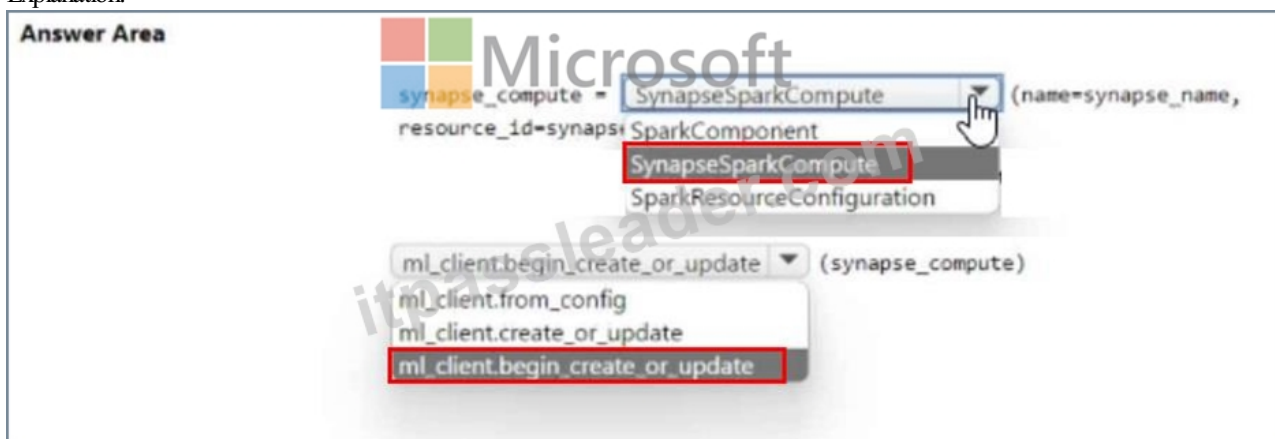 Explanation:
Answer Area
Microsoft
synapse_compute = SynapseSparkCompute (name=synapse_name,
resource_id=synaps
SparkComponent
SynapseSparkCompute
SparkResourceConfiguration
ml_client.begin_create_or_update (synapse_compute)
ml_client.from_config
ml_client.create_or_update
ml_client.begin_create_or_update
itpassleader.com